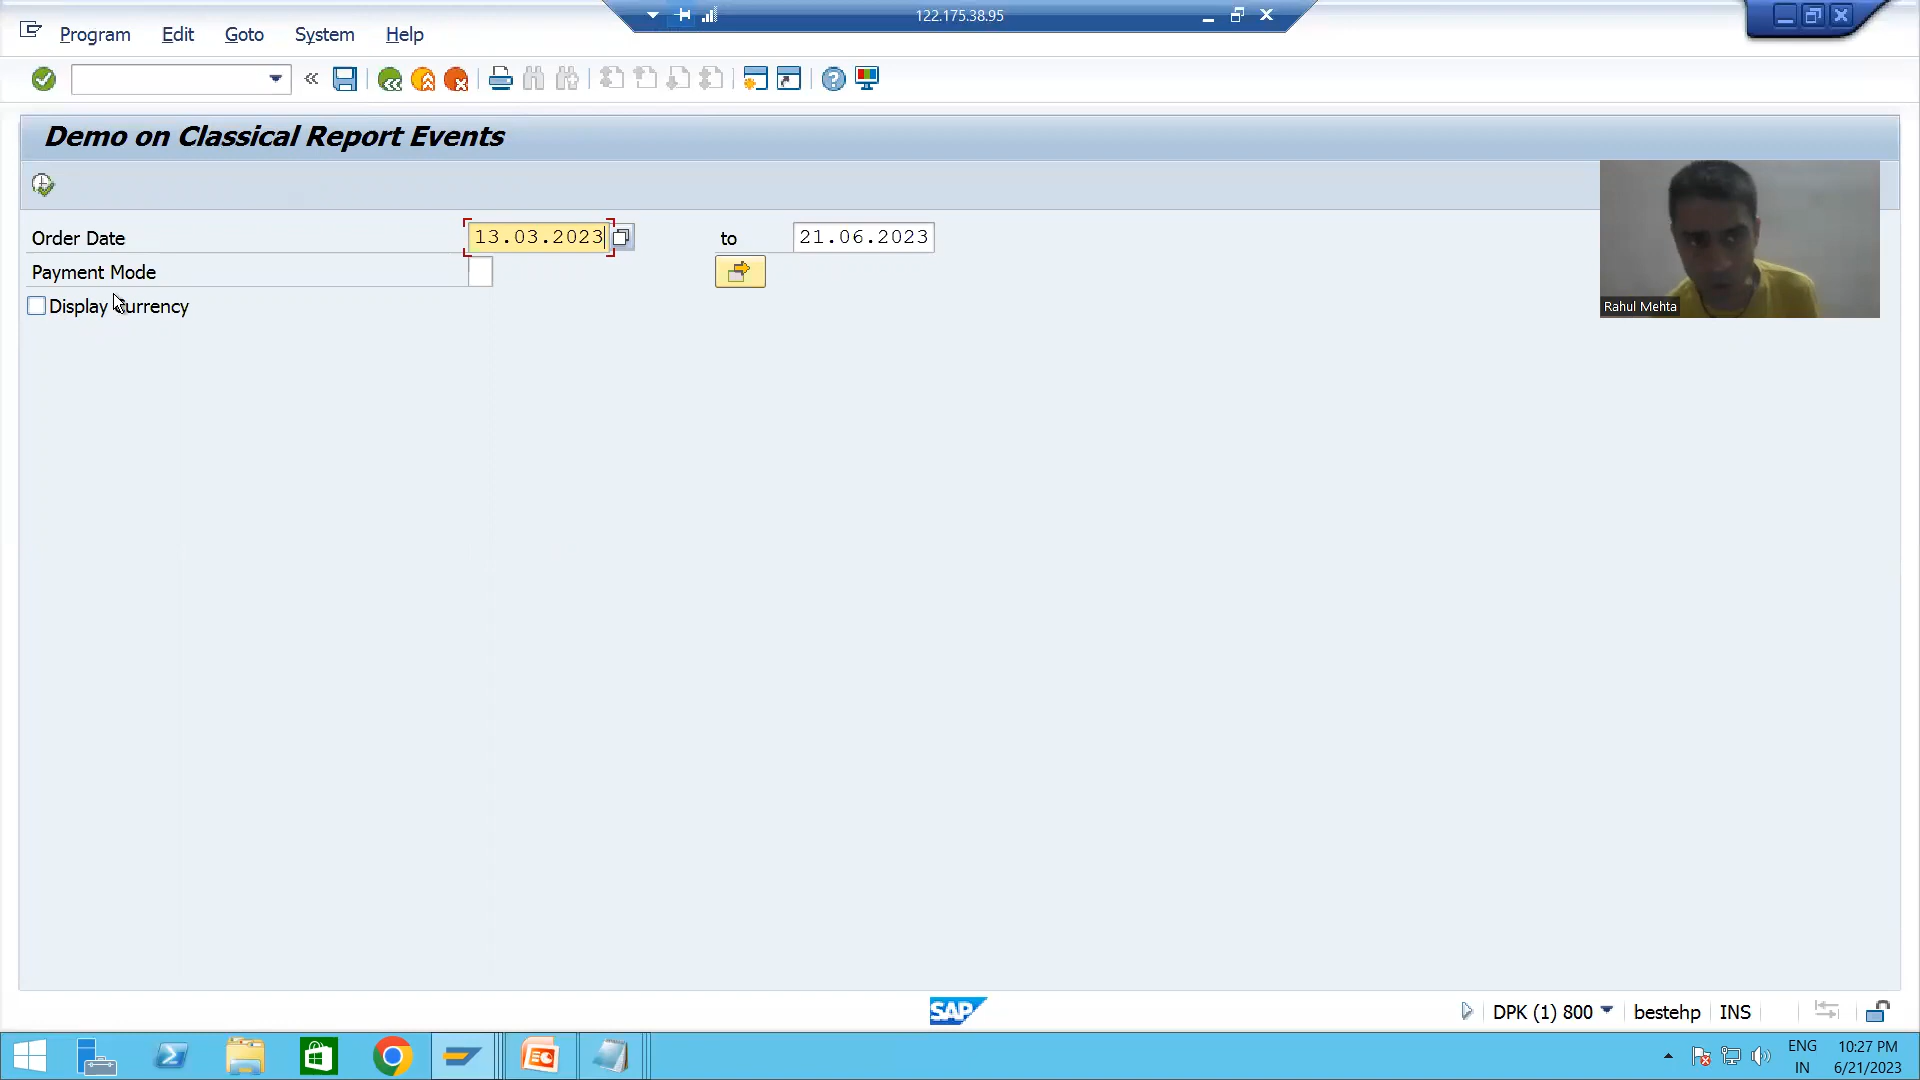 122.175.38.95
Program Edit Goto System Help
Demo on Classical Report Events
Order Date 13.03.2023 to 21.06.2023
Payment Mode
Display Currency
Rahul Mehta
SAP
DPK (1) 800 bestehp INS
ENG 10:27 PM
IN 6/21/2023